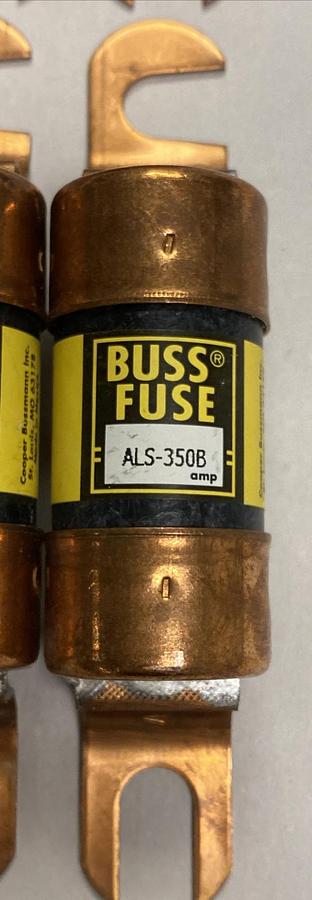 Cooper Bussmann Inc.
St. Louis, MO 63178
BUSS®
FUSE
ALS-350B
amp